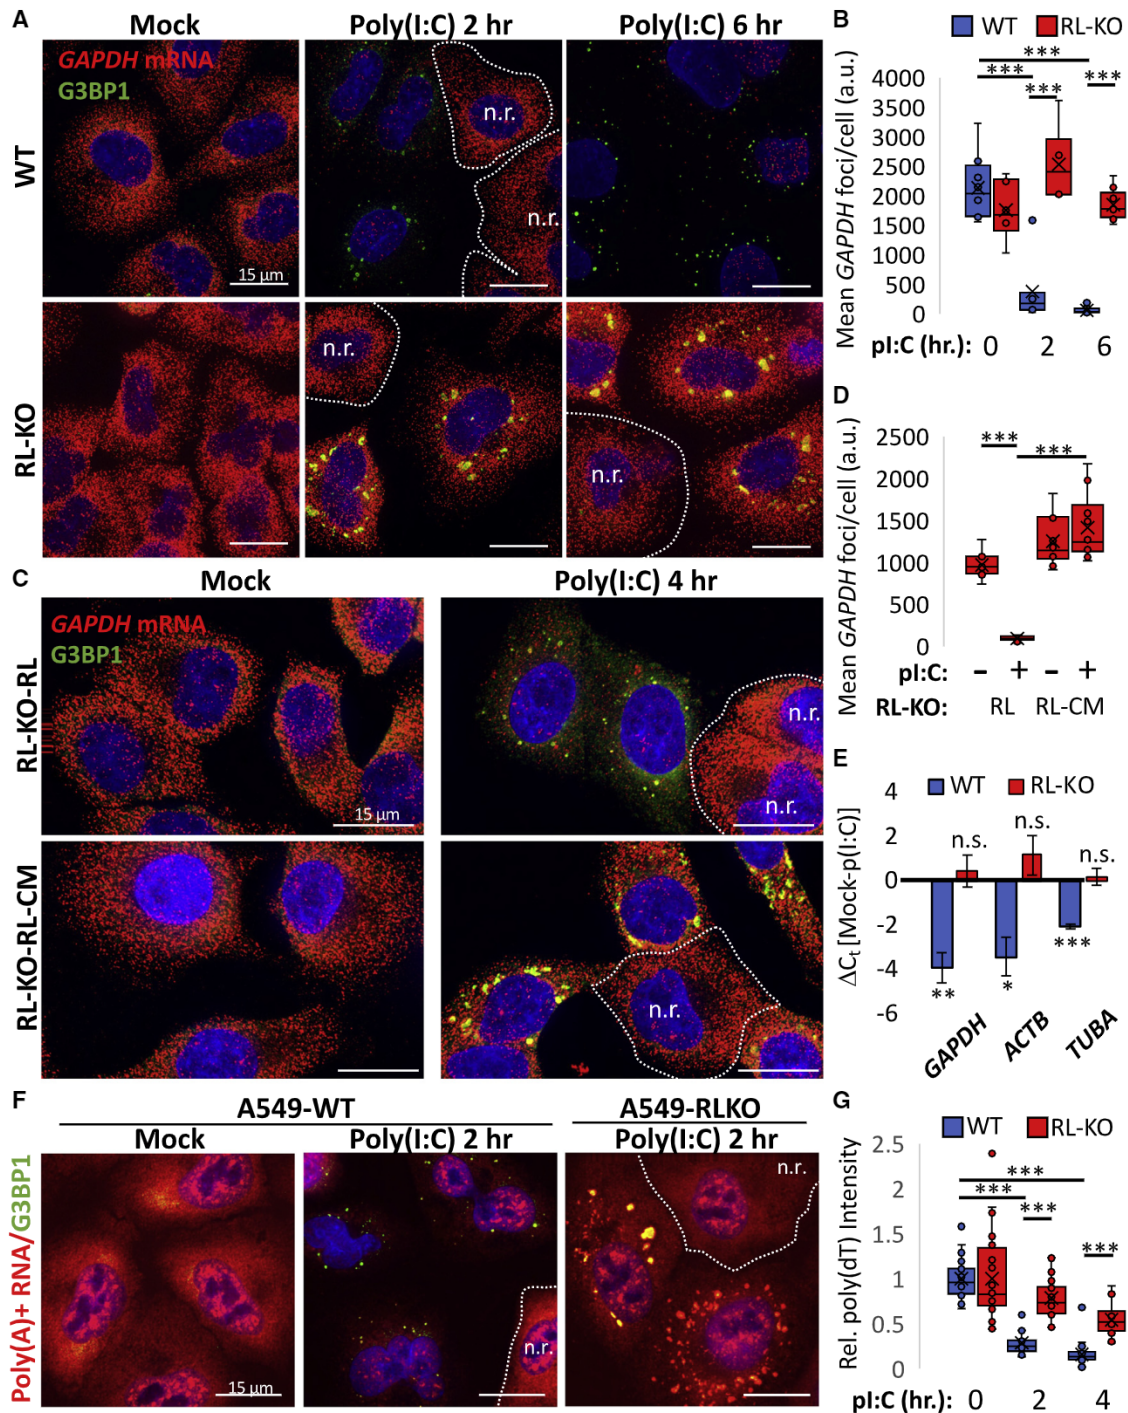 A
Mock
Poly(I:C) 2 hr
Poly(I:C) 6 hr
GAPDH mRNA
G3BP1
WT
15 µm
n.r.
n.r.
RL-KO
n.r.
n.r.
B
WT
RL-KO
Mean GAPDH foci/cell (a.u.)
4000
3500
3000
2500
2000
1500
1000
500
0
***
***
***
***
pI:C (hr.): 0 2 6
C
Mock
Poly(I:C) 4 hr
GAPDH mRNA
G3BP1
RL-KO-RL
15 µm
n.r.
n.r.
RL-KO-RL-CM
n.r.
D
Mean GAPDH foci/cell (a.u.)
2500
2000
1500
1000
500
0
***
***
pI:C: - + - +
RL-KO: RL RL-CM
E
WT
RL-KO
ΔCt [Mock-p(I:C)]
4
2
0
-2
-4
-6
n.s.
n.s.
n.s.
**
*
***
GAPDH
ACTB
TUBA
F
A549-WT
A549-RLKO
Mock
Poly(I:C) 2 hr
Poly(I:C) 2 hr
Poly(A)+ RNA/G3BP1
15 µm
n.r.
n.r.
G
WT
RL-KO
Rel. poly(dT) Intensity
2.5
2
1.5
1
0.5
0
***
***
***
***
pI:C (hr.): 0 2 4